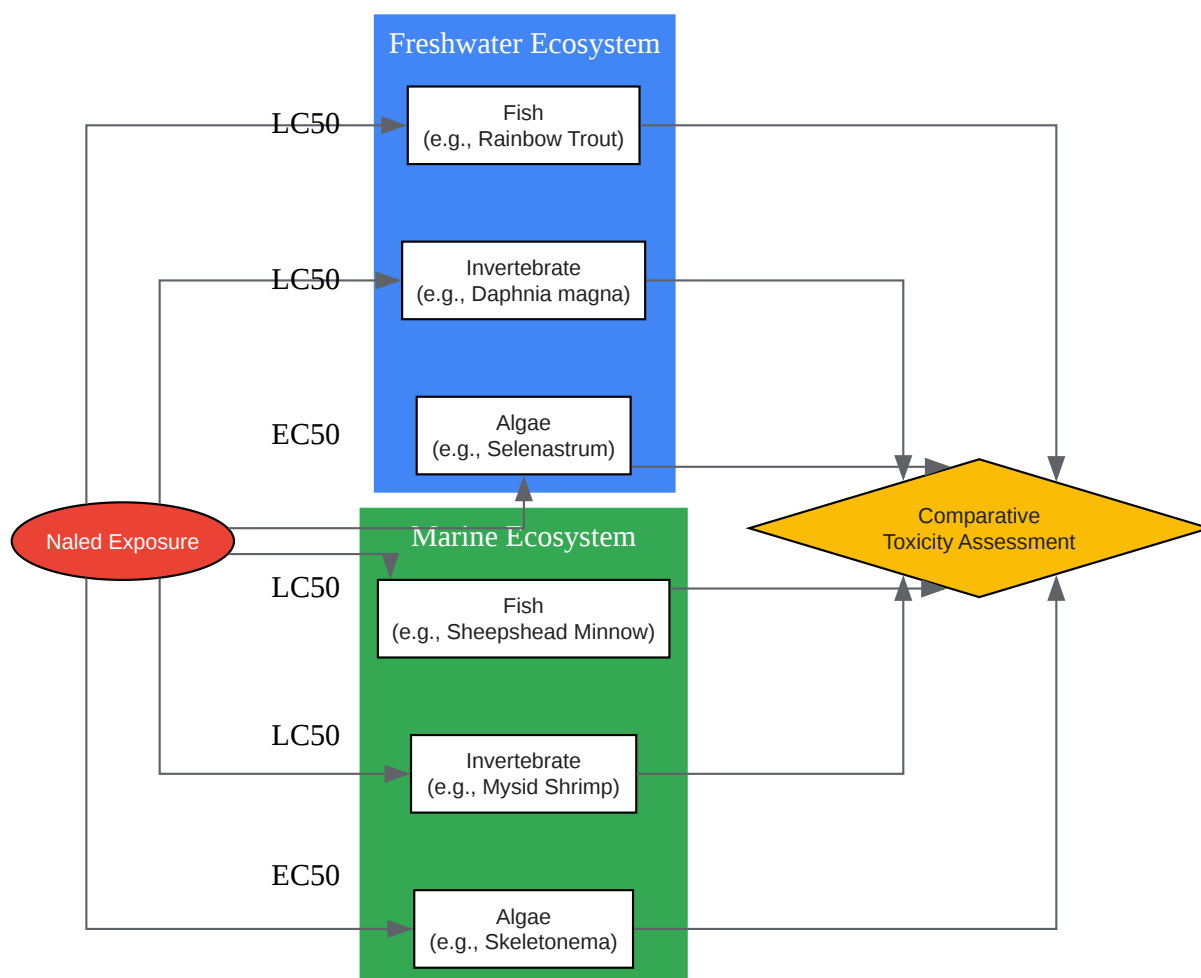 Freshwater Ecosystem
LC50
Fish
(e.g., Rainbow Trout)
LC50
Invertebrate
(e.g., Daphnia magna)
EC50
Algae
(e.g., Selenastrum)
Naled Exposure
Comparative
Toxicity Assessment
Marine Ecosystem
LC50
Fish
(e.g., Sheepshead Minnow)
LC50
Invertebrate
(e.g., Mysid Shrimp)
EC50
Algae
(e.g., Skeletonema)